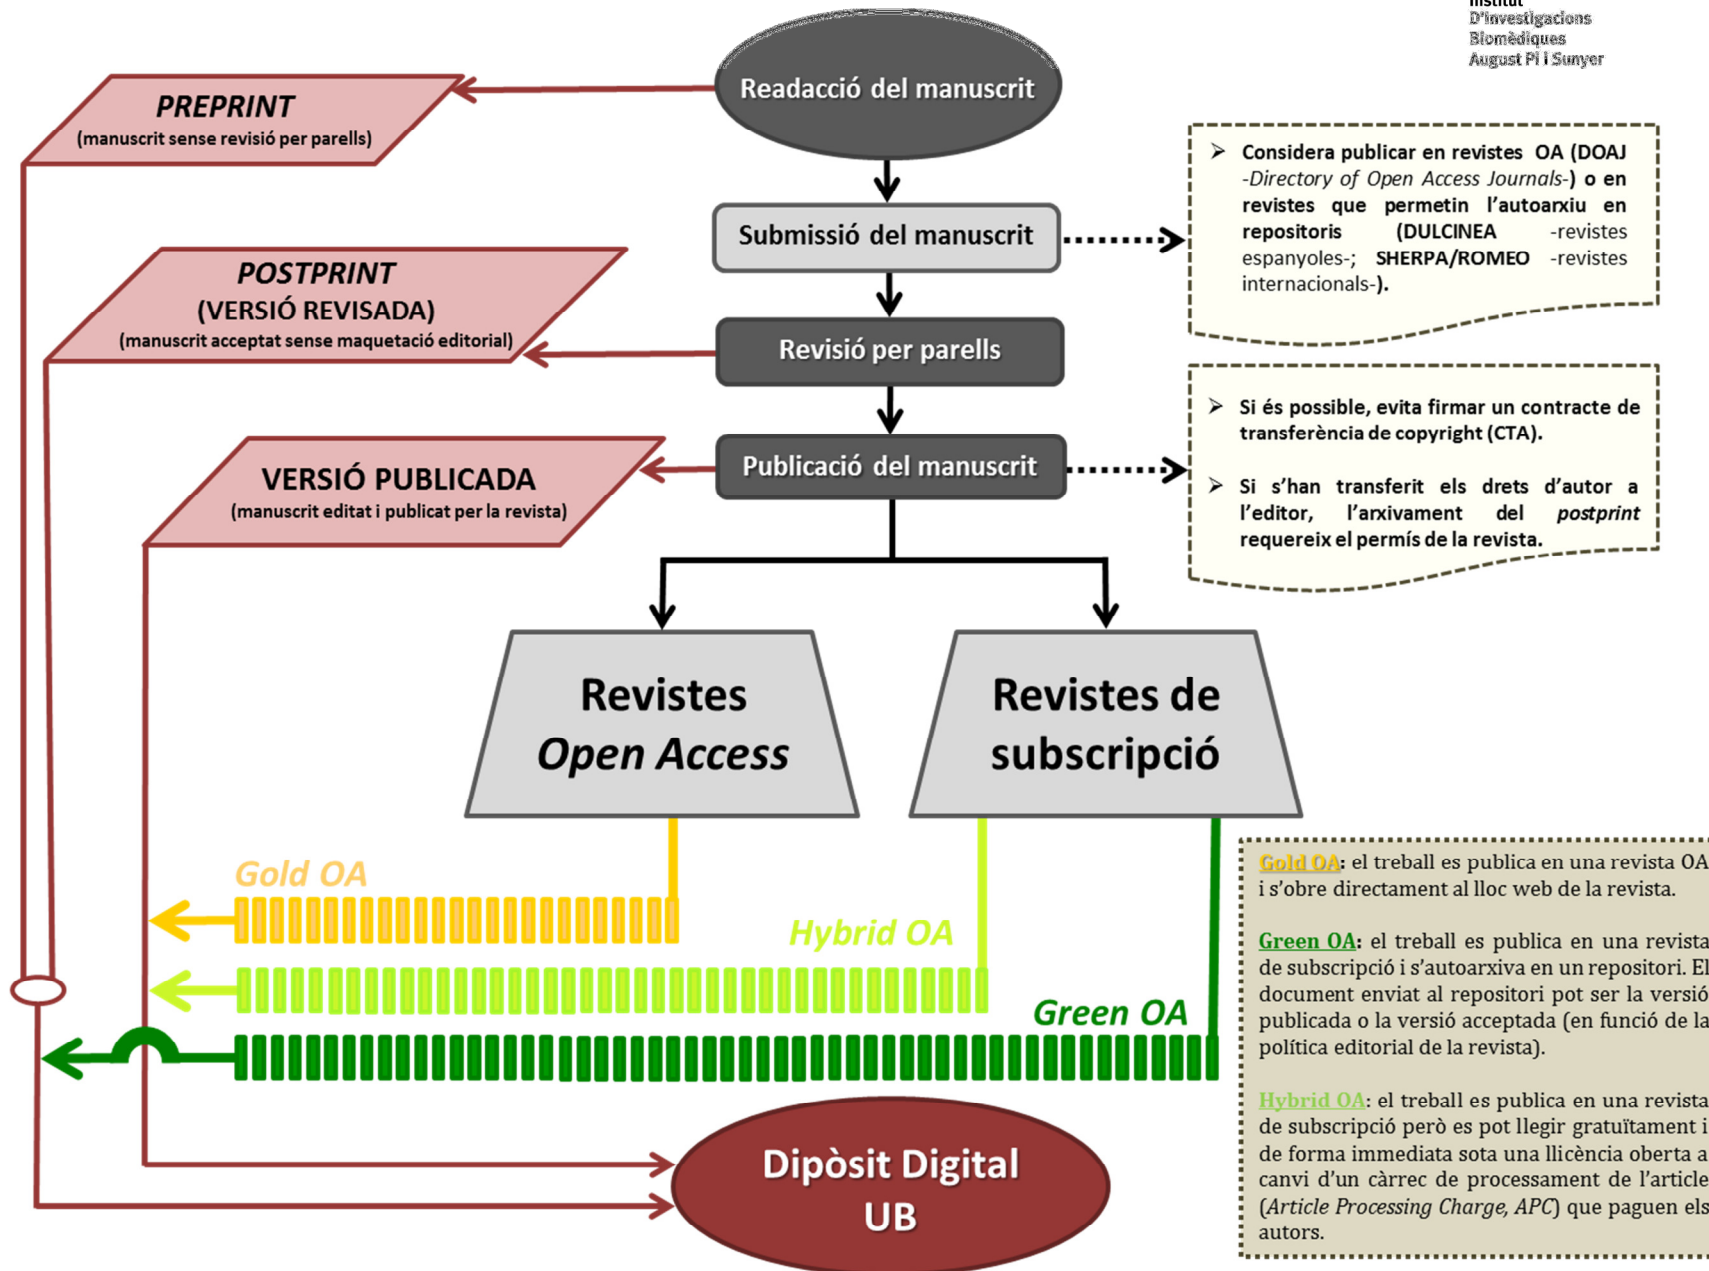 Institut
D'investigacions
Biomèdiques
August Pi i Sunyer
Readacció del manuscrit
PREPRINT
(manuscrit sense revisió per parells)
Submissió del manuscrit
➢ Considera publicar en revistes OA (DOAJ
-Directory of Open Access Journals-) o en
revistes que permetin l'autoarxiu en
repositoris (DULCINEA -revistes
espanyoles-; SHERPA/ROMEO -revistes
internacionals-).
POSTPRINT
(VERSIÓ REVISADA)
(manuscrit acceptat sense maquetació editorial)
Revisió per parells
Publicació del manuscrit
➢ Si és possible, evita firmar un contracte de
transferència de copyright (CTA).
➢ Si s'han transferit els drets d'autor a
l'editor, l'arxivament del postprint
requereix el permís de la revista.
VERSIÓ PUBLICADA
(manuscrit editat i publicat per la revista)
Revistes
Open Access
Revistes de
subscripció
Gold OA
Hybrid OA
Green OA
Gold OA: el treball es publica en una revista OA
i s'obre directament al lloc web de la revista.
Green OA: el treball es publica en una revista
de subscripció i s'autoarxiva en un repositori. El
document enviat al repositori pot ser la versió
publicada o la versió acceptada (en funció de la
política editorial de la revista).
Hybrid OA: el treball es publica en una revista
de subscripció però es pot llegir gratuïtament i
de forma immediata sota una llicència oberta a
canvi d'un càrrec de processament de l'article
(Article Processing Charge, APC) que paguen els
autors.
Dipòsit Digital
UB